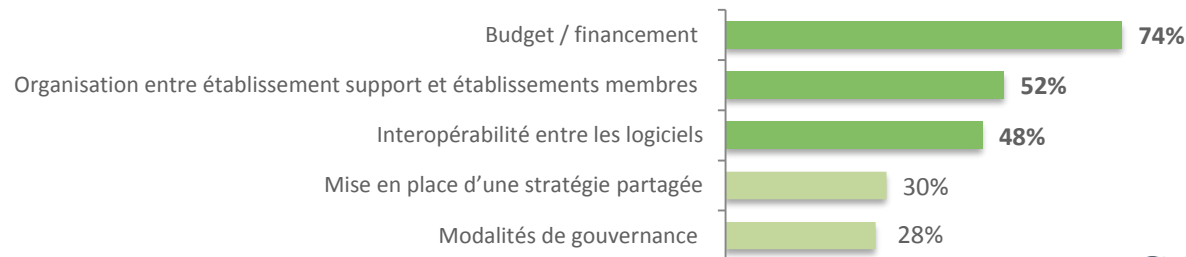 Budget / financement 74%
Organisation entre établissement support et établissements membres 52%
Interopérabilité entre les logiciels 48%
Mise en place d’une stratégie partagée 30%
Modalités de gouvernance 28%